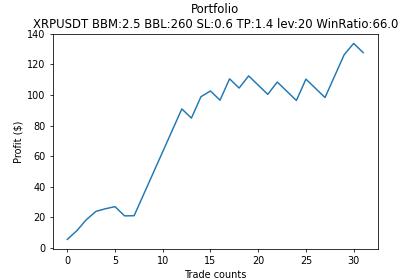 Portfolio
XRPUSDT BBM:2.5 BBL:260 SL:0.6 TP:1.4 lev:20 WinRatio:66.0
Profit ($)
140
120
100
80
60
40
20
0
0 5 10 15 20 25 30
Trade counts